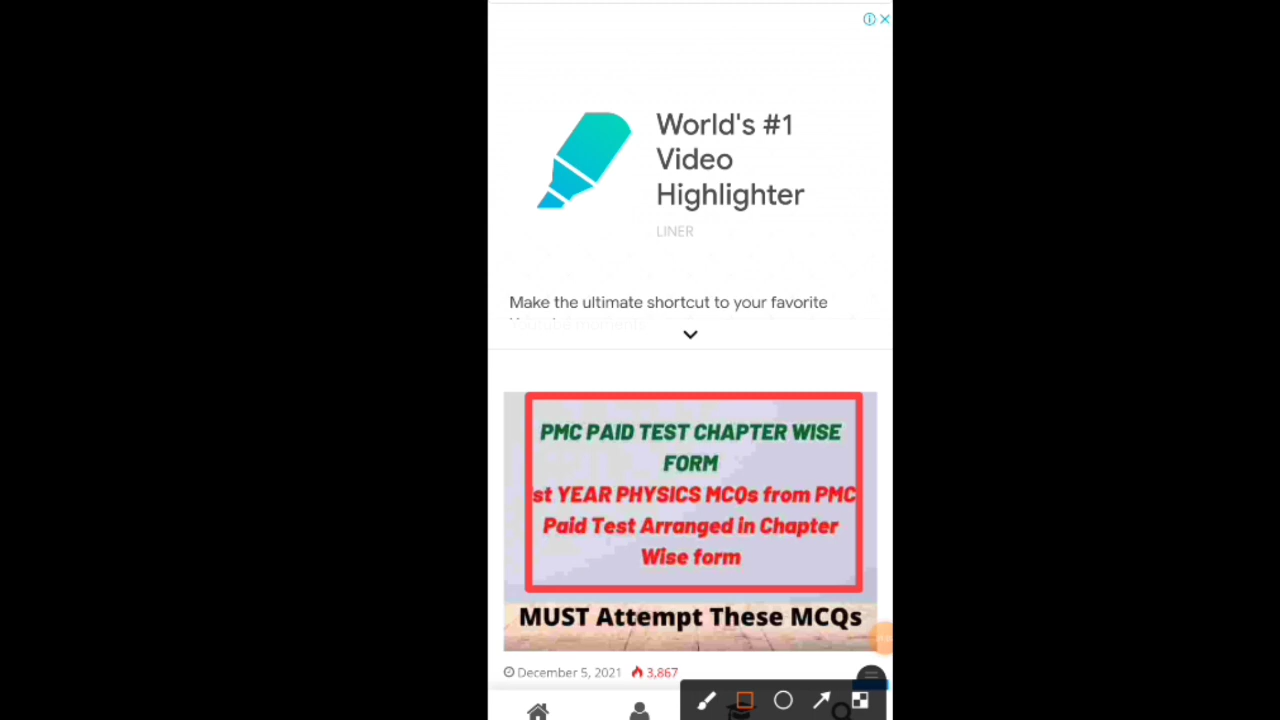 World's #1
Video
Highlighter
LINER
Make the ultimate shortcut to your favorite
PMC PAID TEST CHAPTER WISE
FORM
st YEAR PHYSICS MCQs from PMC
Paid Test Arranged in Chapter
Wise form
MUST Attempt These MCQs
December 5, 2021 3,867